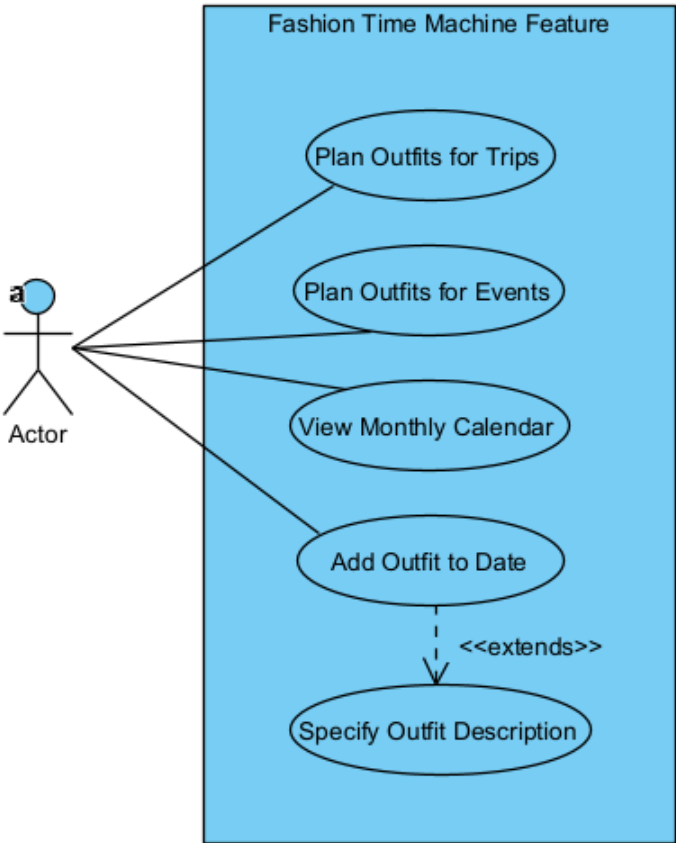 Fashion Time Machine Feature
Plan Outfits for Trips
Plan Outfits for Events
a
View Monthly Calendar
Actor
Add Outfit to Date
<<extends>>
Specify Outfit Description